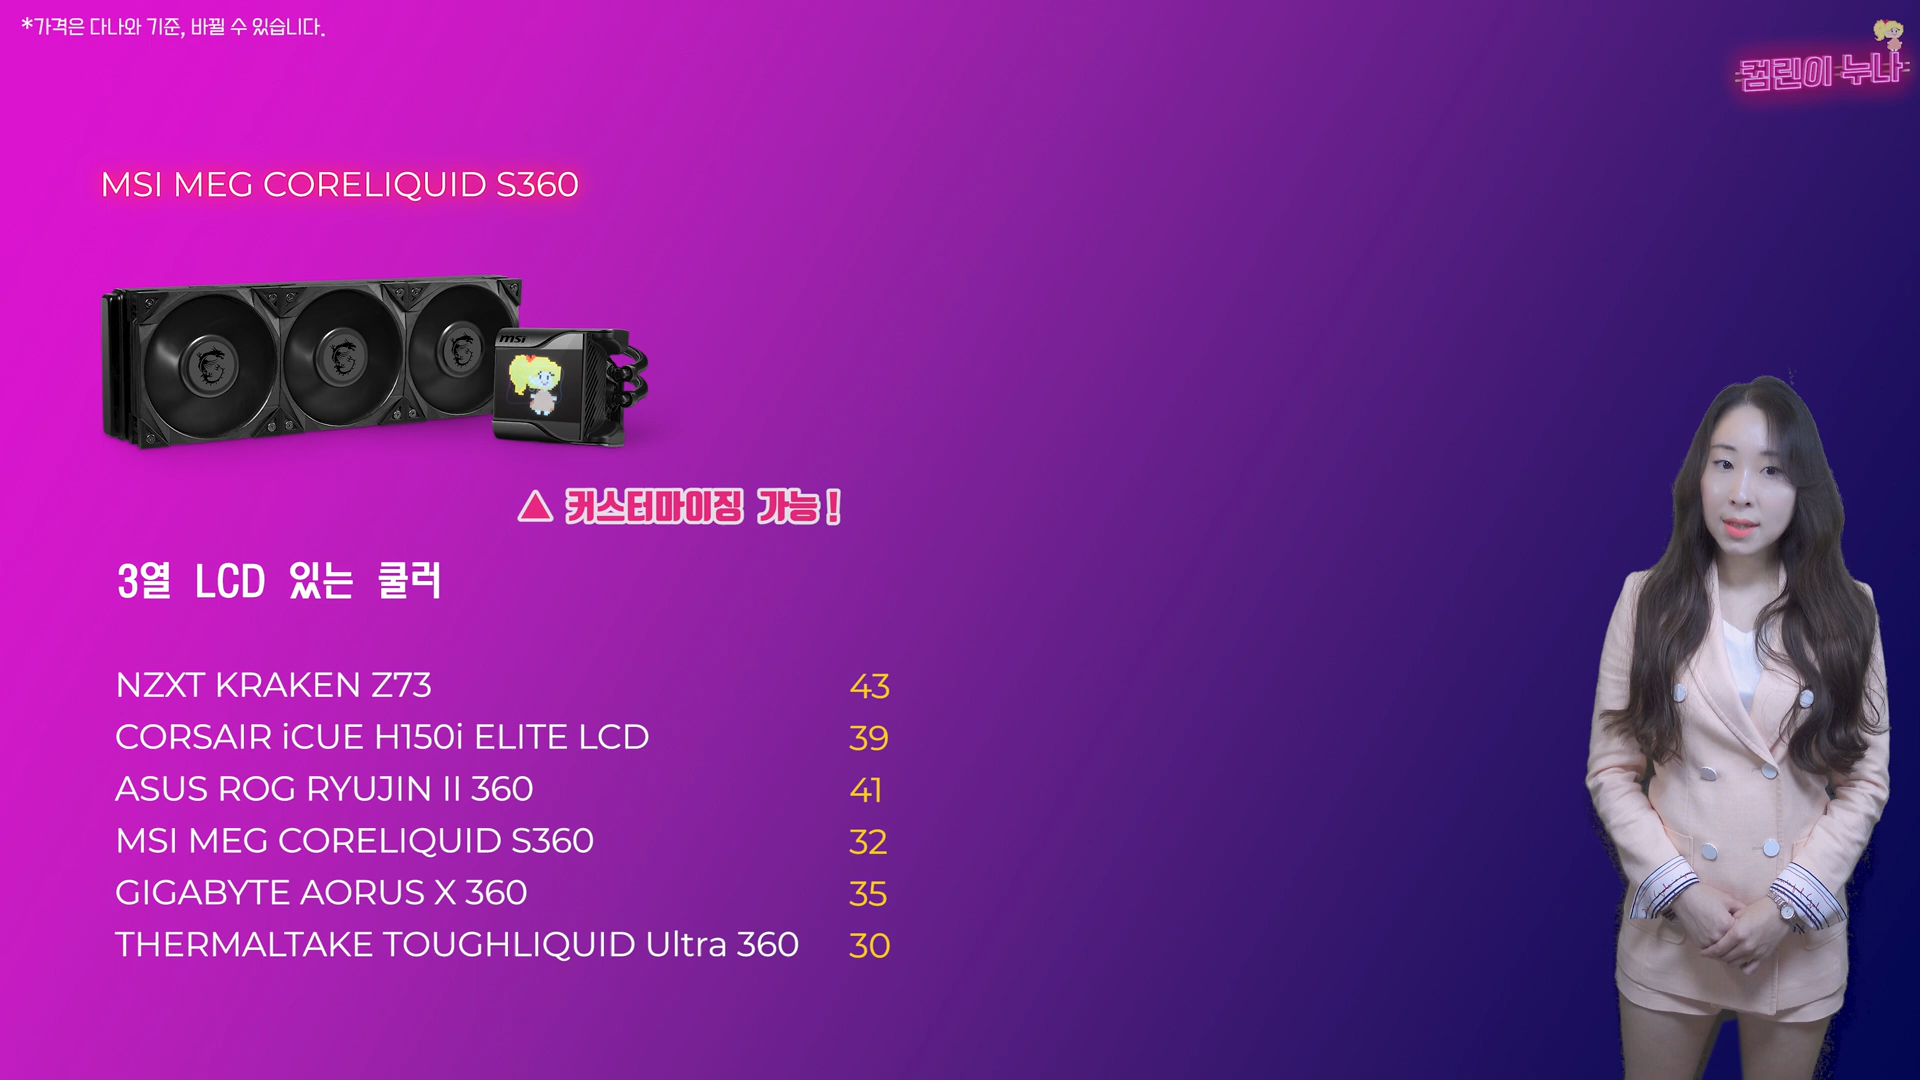 *가격은 다나와 기준, 바뀔 수 있습니다.
컴린이 누나
MSI MEG CORELIQUID S360
msi
▲ 커스터마이징 가능!
3열 LCD 있는 쿨러
NZXT KRAKEN Z73 43
CORSAIR iCUE H150i ELITE LCD 39
ASUS ROG RYUJIN II 360 41
MSI MEG CORELIQUID S360 32
GIGABYTE AORUS X 360 35
THERMALTAKE TOUGHLIQUID Ultra 360 30